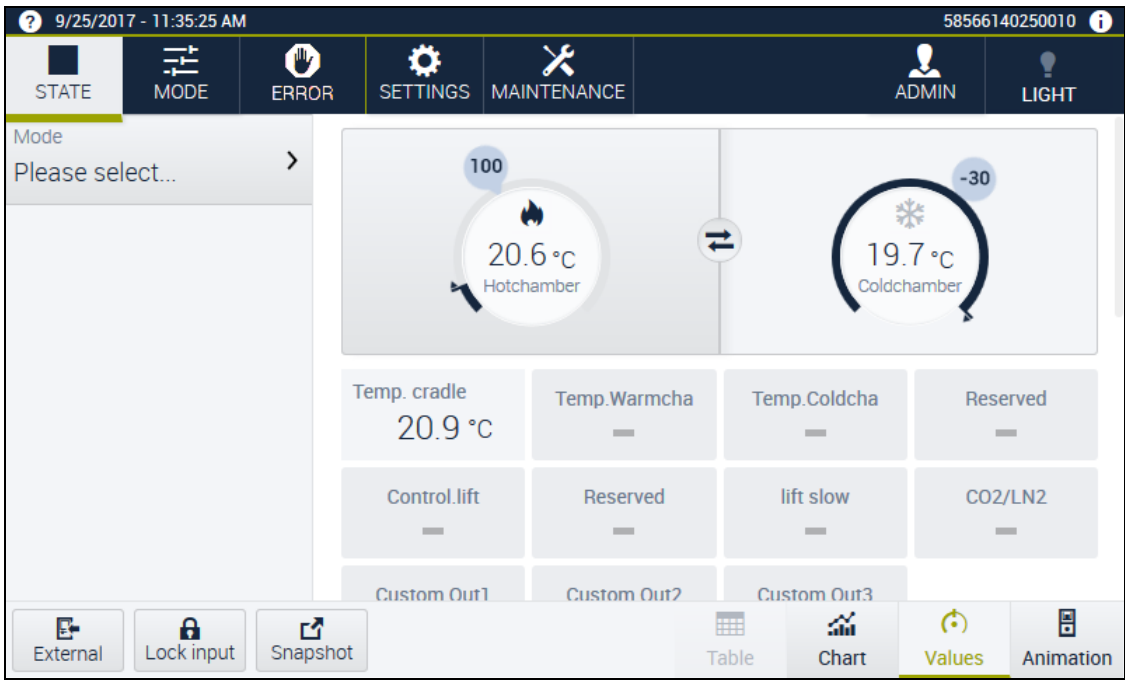 ? 9/25/2017 - 11:35:25 AM 58566140250010 i
STATE MODE ERROR SETTINGS MAINTENANCE ADMIN LIGHT
Mode
Please select...
100
20.6 °C
Hotchamber
-30
19.7 °C
Coldchamber
Temp. cradle
20.9 °C
Temp.Warmcha
Temp.Coldcha
Reserved
Control.lift
Reserved
lift slow
CO2/LN2
Custom Out1
Custom Out2
Custom Out3
External Lock input Snapshot Table Chart Values Animation